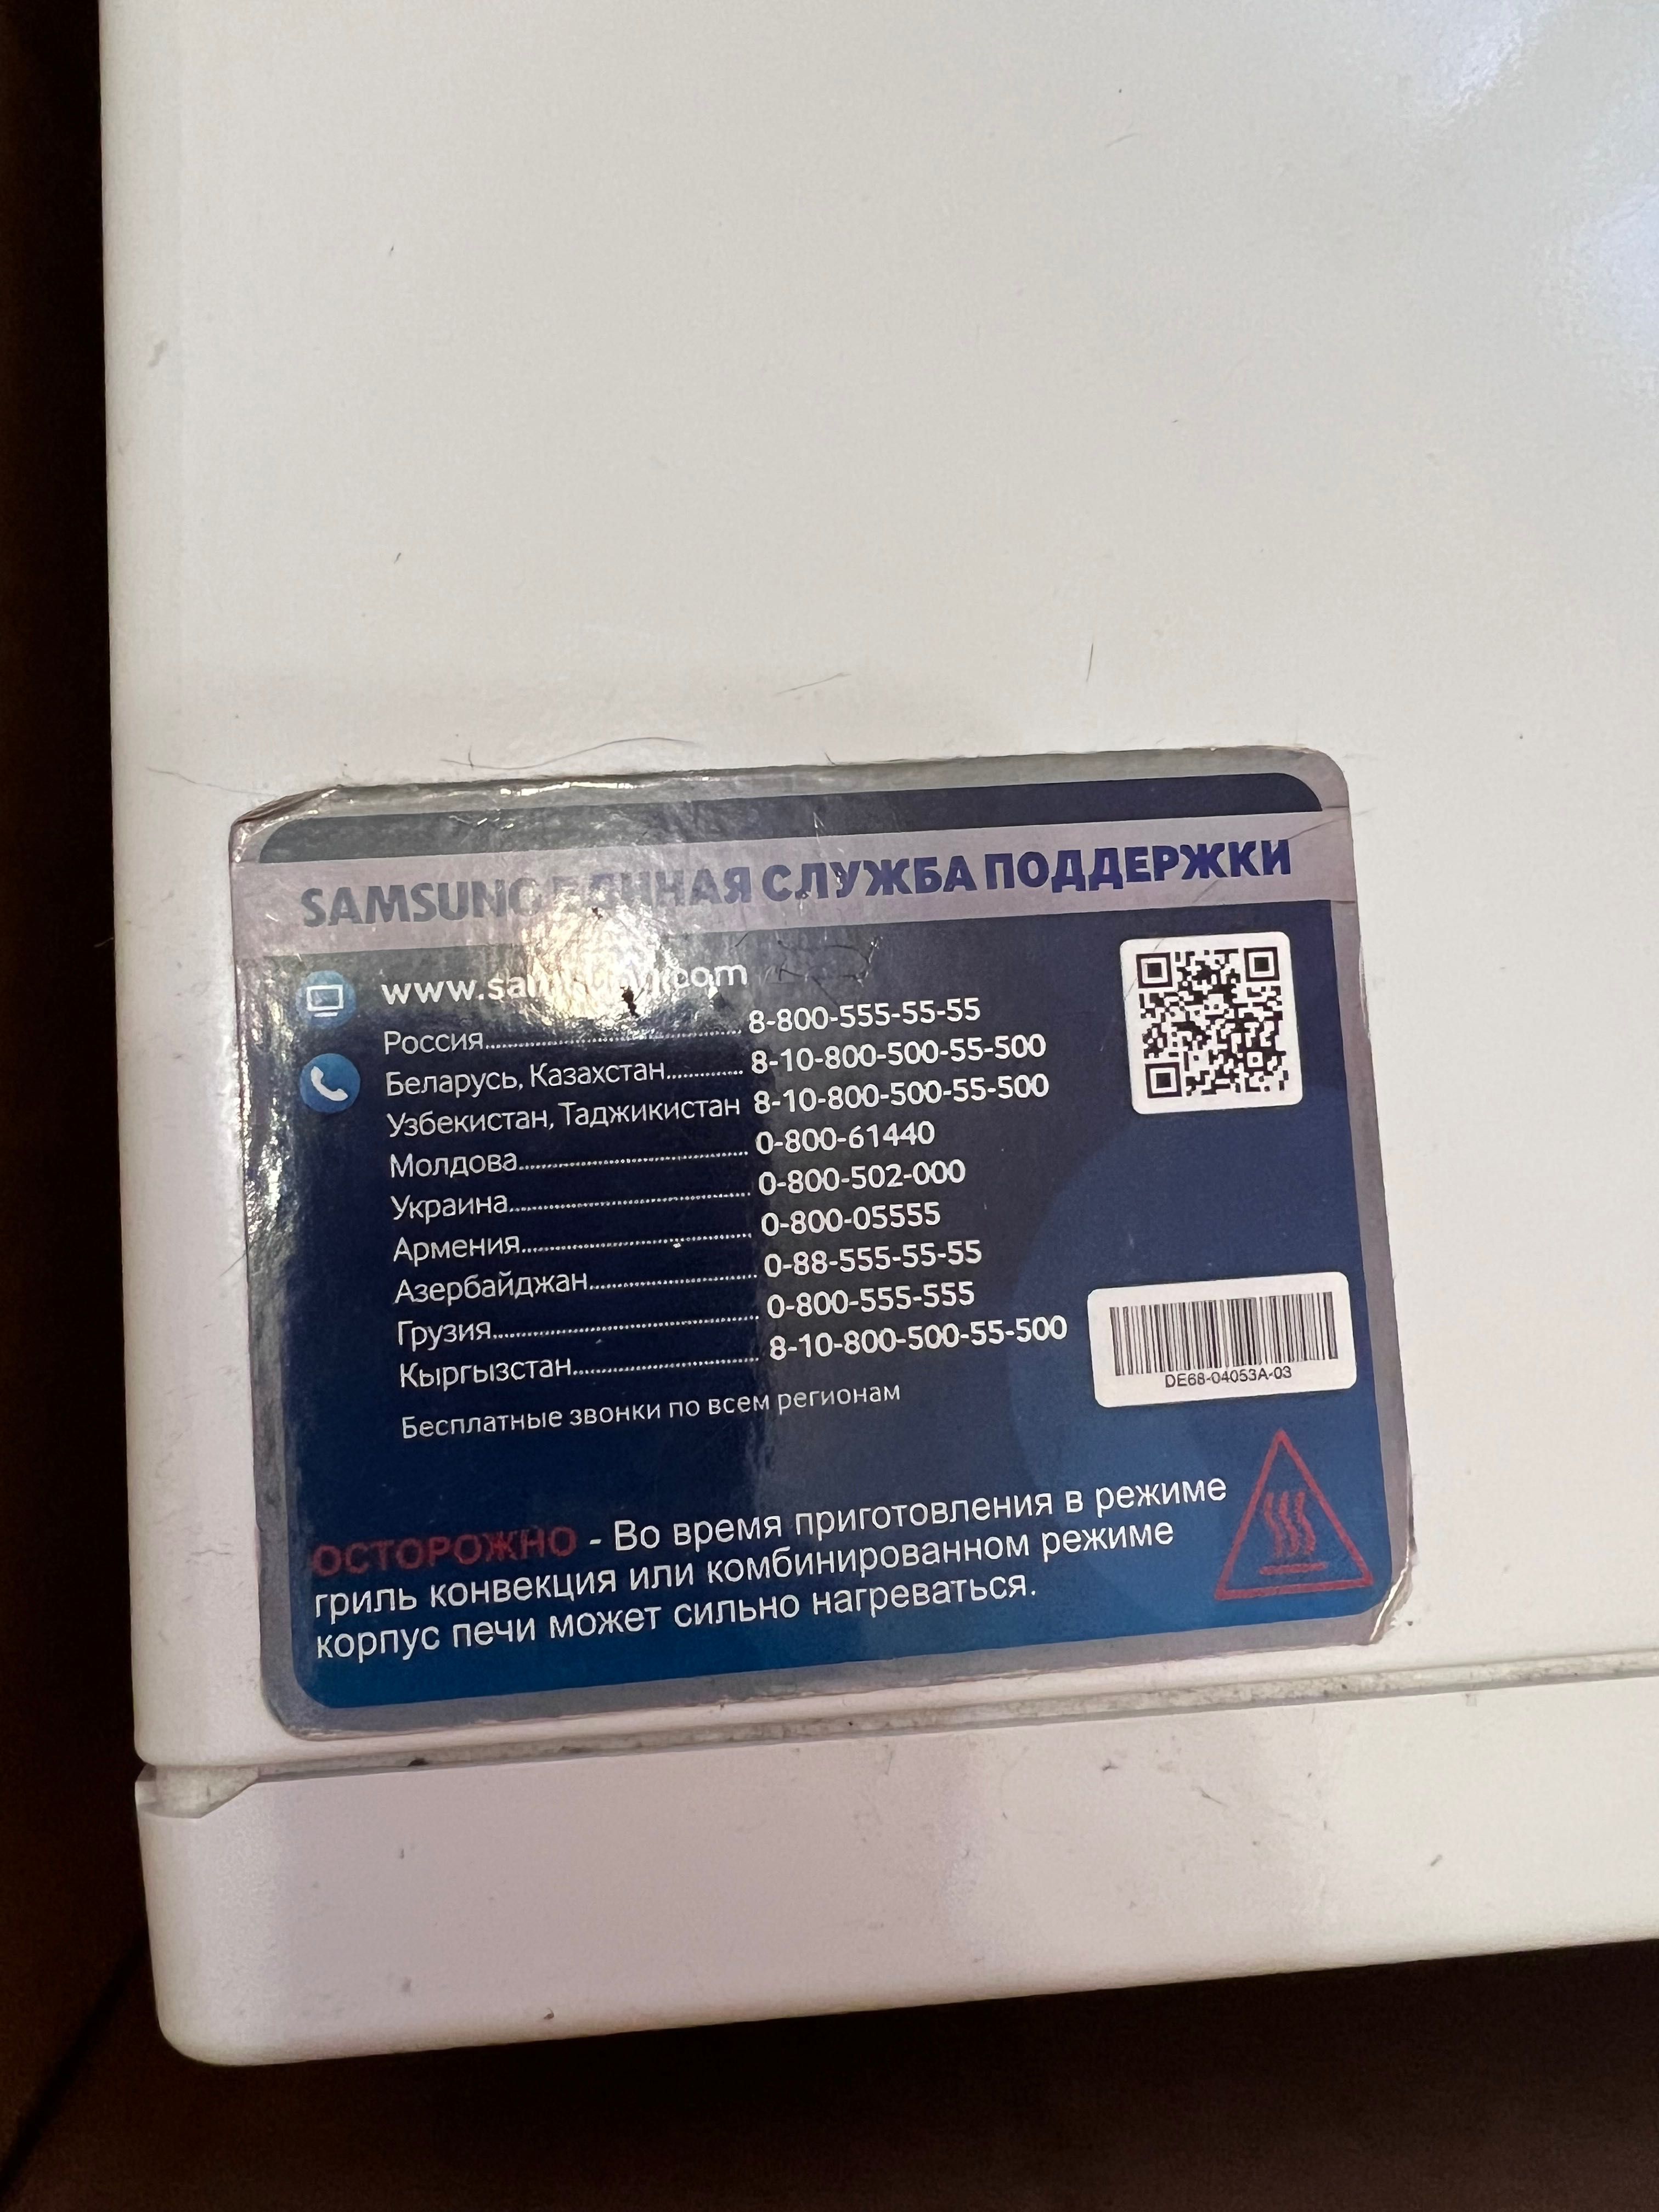 SAMSUNG ЕДИНАЯ СЛУЖБА ПОДДЕРЖКИ
www.samsung.com
Россия.......................................... 8-800-555-55-55
Беларусь, Казахстан............. 8-10-800-500-55-500
Узбекистан, Таджикистан 8-10-800-500-55-500
Молдова...................................... 0-800-61440
Украина........................................ 0-800-502-000
Армения...................................... 0-800-05555
Азербайджан............................ 0-88-555-55-55
Грузия............................................ 0-800-555-555
Кыргызстан............................... 8-10-800-500-55-500
Бесплатные звонки по всем регионам
DE68-04053A-03
ОСТОРОЖНО - Во время приготовления в режиме
гриль конвекция или комбинированном режиме
корпус печи может сильно нагреваться.